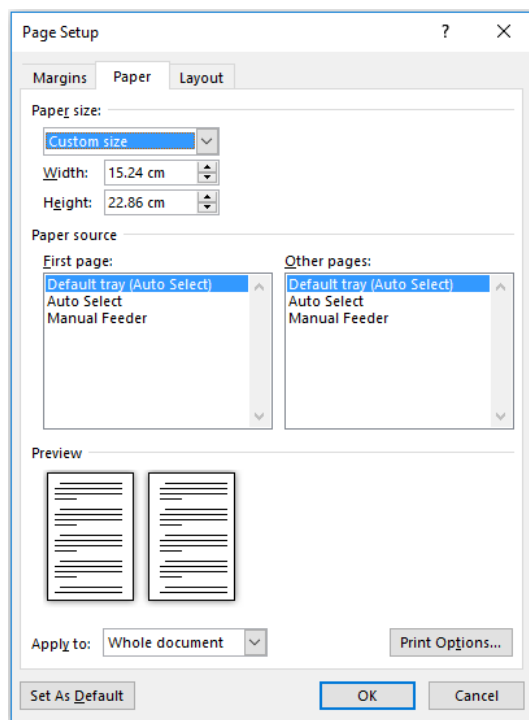 Page Setup
?
Margins Paper Layout
Paper size:
Custom size
Width: 15.24 cm
Height: 22.86 cm
Paper source
First page: Other pages:
Default tray (Auto Select) Default tray (Auto Select)
Auto Select Auto Select
Manual Feeder Manual Feeder
Preview
Apply to: Whole document Print Options...
Set As Default OK Cancel